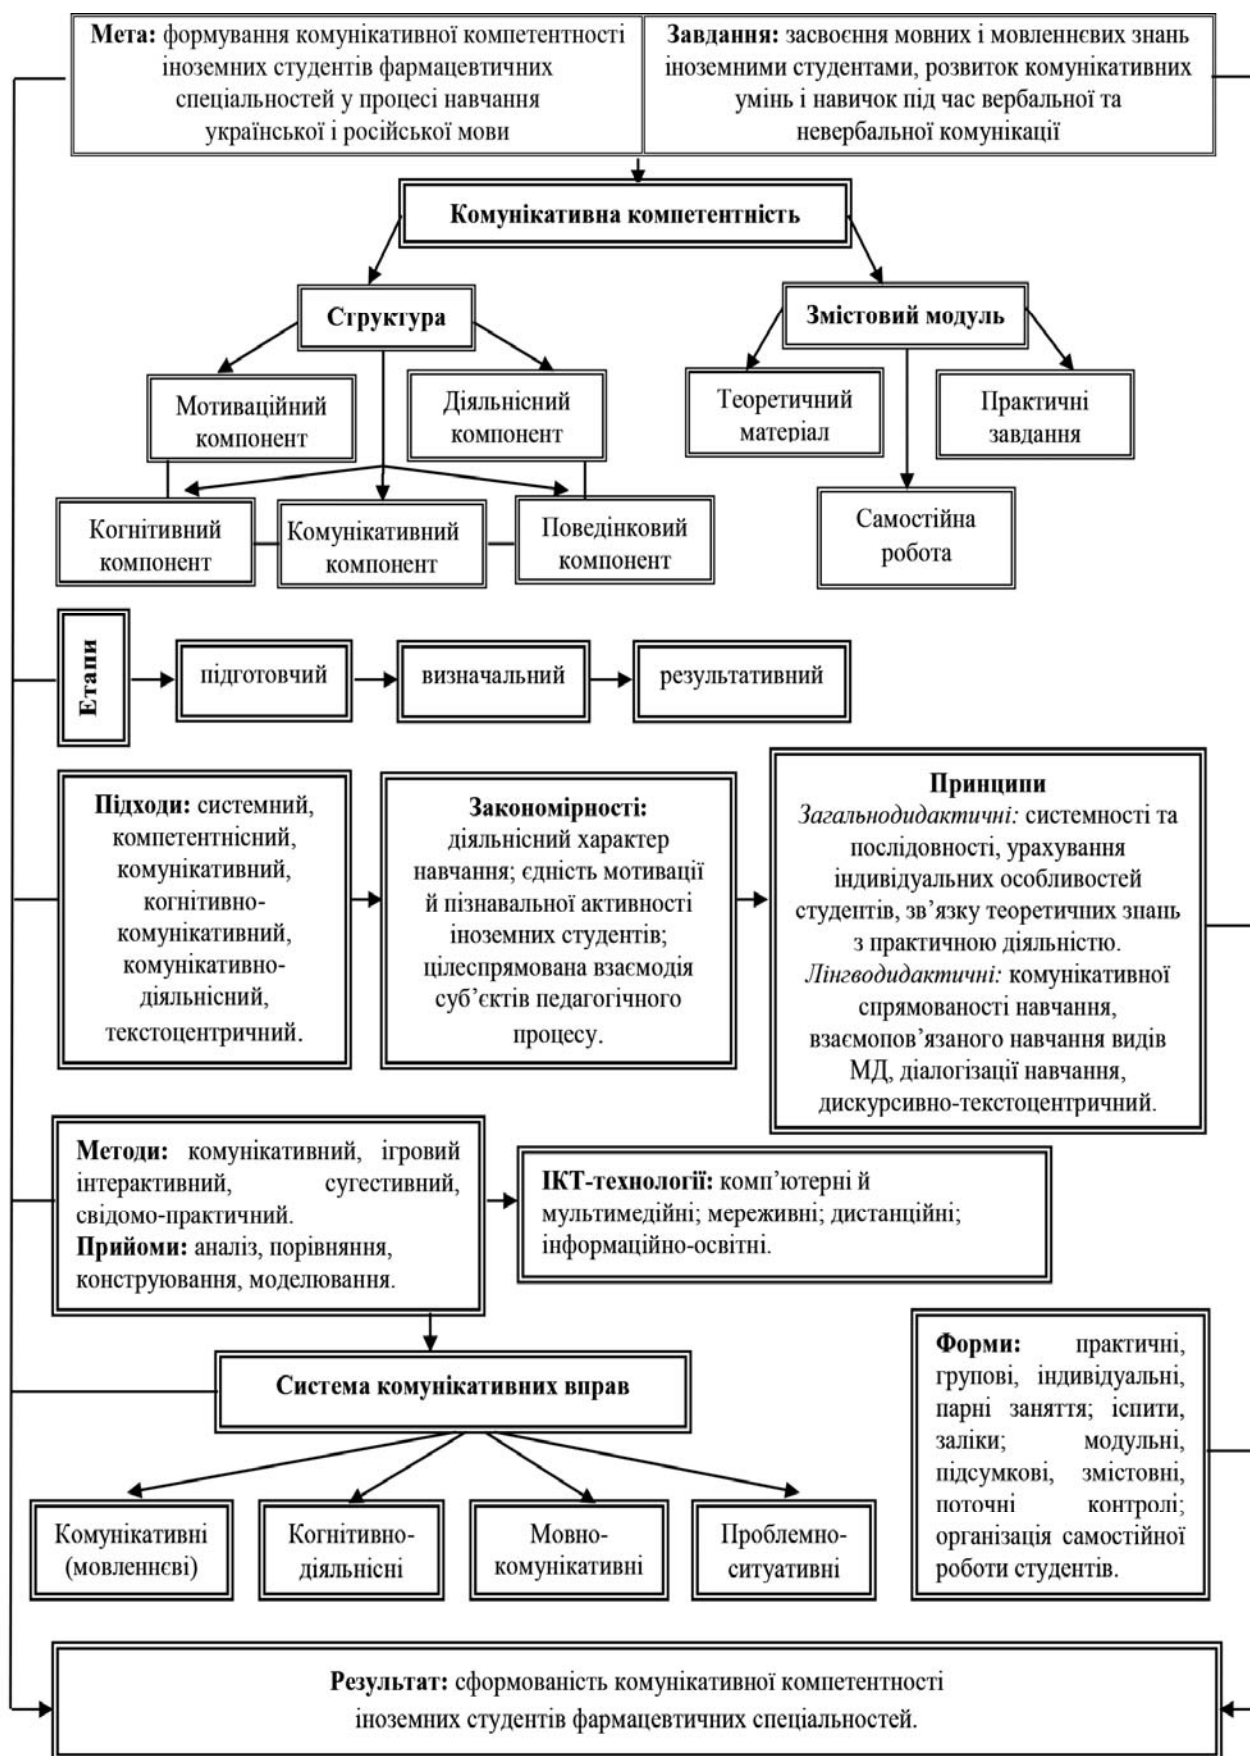 Мета: формування комунікативної компетентності
іноземних студентів фармацевтичних
спеціальностей у процесі навчання
української і російської мови
Завдання: засвоєння мовних і мовленнєвих знань
іноземними студентами, розвиток комунікативних
умінь і навичок під час вербальної та
невербальної комунікації
Комунікативна компетентність
Структура
Змістовий модуль
Мотиваційний
компонент
Діяльнісний
компонент
Теоретичний
матеріал
Практичні
завдання
Когнітивний
компонент
Комунікативний
компонент
Поведінковий
компонент
Самостійна
робота
Етапи
підготовчий
визначальний
результативний
Підходи: системний,
компетентнісний,
комунікативний,
когнітивно-
комунікативний,
комунікативно-
діяльнісний,
текстоцентричний.
Закономірності:
діяльнісний характер
навчання; єдність мотивації
й пізнавальної активності
іноземних студентів;
цілеспрямована взаємодія
суб’єктів педагогічного
процесу.
Принципи
Загальнодидактичні: системності та
послідовності, урахування
індивідуальних особливостей
студентів, зв’язку теоретичних знань
з практичною діяльністю.
Лінгводидактичні: комунікативної
спрямованості навчання,
взаємопов’язаного навчання видів
МД, діалогізації навчання,
дискурсивно-текстоцентричний.
Методи: комунікативний, ігровий
інтерактивний, сугестивний,
свідомо-практичний.
Прийоми: аналіз, порівняння,
конструювання, моделювання.
ІКТ-технології: комп’ютерні й
мультимедійні; мереживні; дистанційні;
інформаційно-освітні.
Система комунікативних вправ
Форми: практичні,
групові, індивідуальні,
парні заняття; іспити,
заліки; модульні,
підсумкові, змістовні,
поточні контролі;
організація самостійної
роботи студентів.
Комунікативні
(мовленнєві)
Когнітивно-
діяльнісні
Мовно-
комунікативні
Проблемно-
ситуативні
Результат: сформованість комунікативної компетентності
іноземних студентів фармацевтичних спеціальностей.